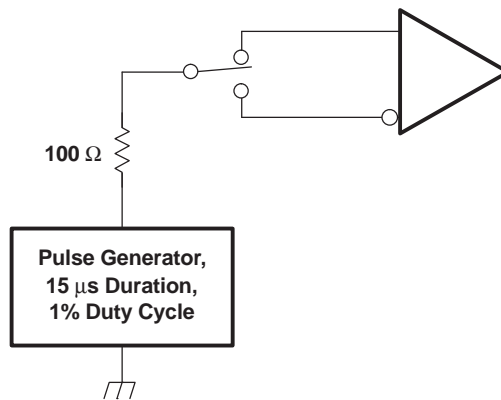 100 Ω
Pulse Generator,
15 μs Duration,
1% Duty Cycle